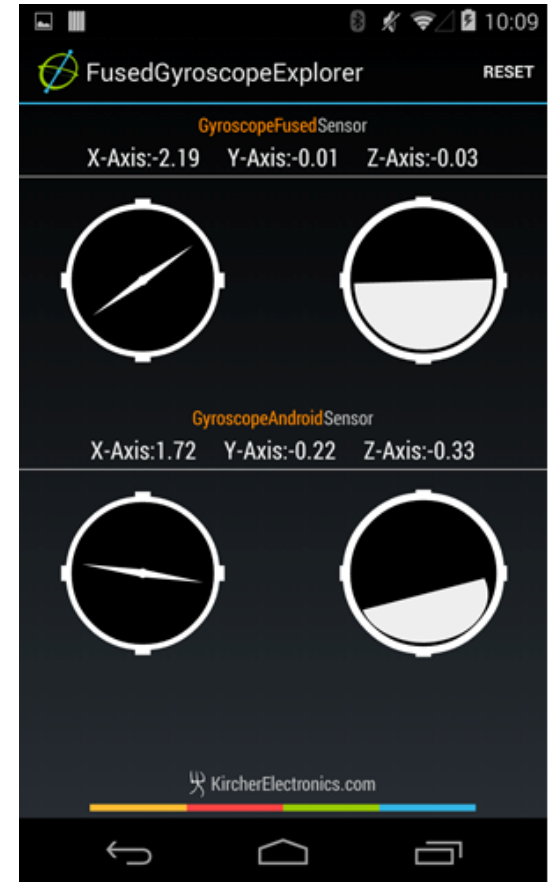 10:09
FusedGyroscopeExplorer RESET
GyroscopeFusedSensor
X-Axis:-2.19 Y-Axis:-0.01 Z-Axis:-0.03
GyroscopeAndroidSensor
X-Axis:1.72 Y-Axis:-0.22 Z-Axis:-0.33
KircherElectronics.com